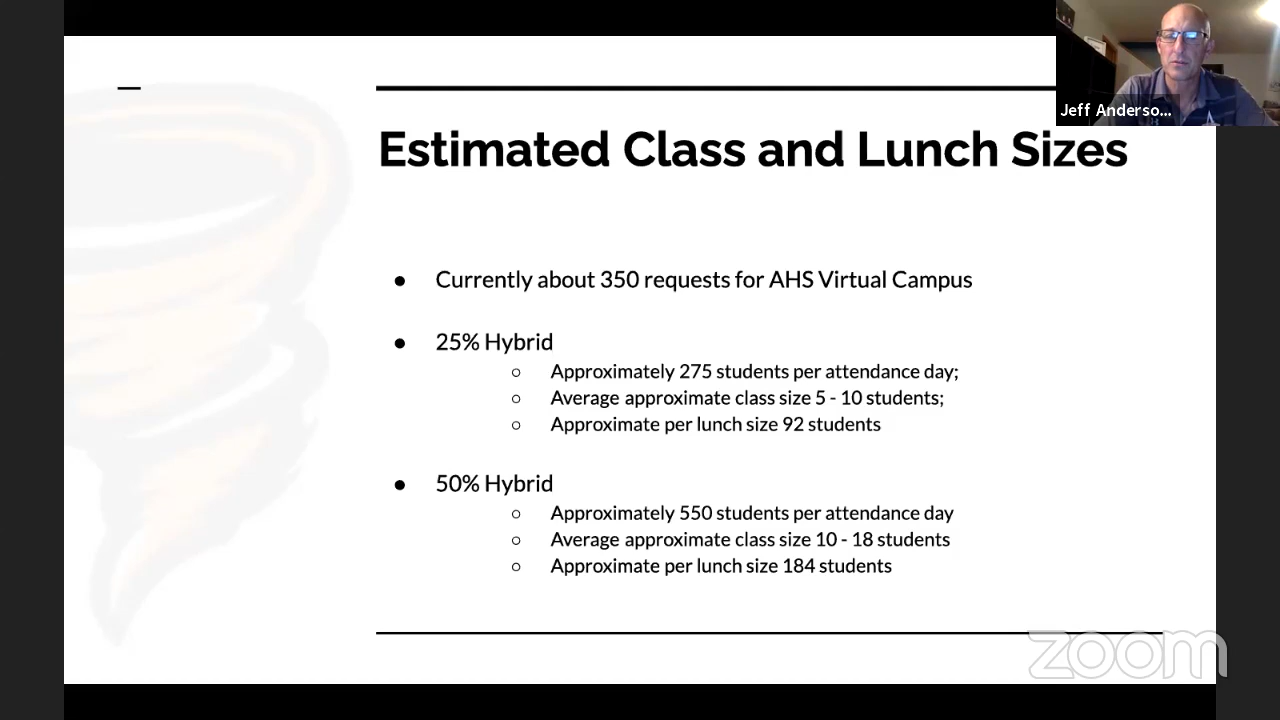 Jeff Anderso...
Estimated Class and Lunch Sizes
● Currently about 350 requests for AHS Virtual Campus
● 25% Hybrid
○ Approximately 275 students per attendance day;
○ Average approximate class size 5 - 10 students;
○ Approximate per lunch size 92 students
● 50% Hybrid
○ Approximately 550 students per attendance day
○ Average approximate class size 10 - 18 students
○ Approximate per lunch size 184 students
zoom